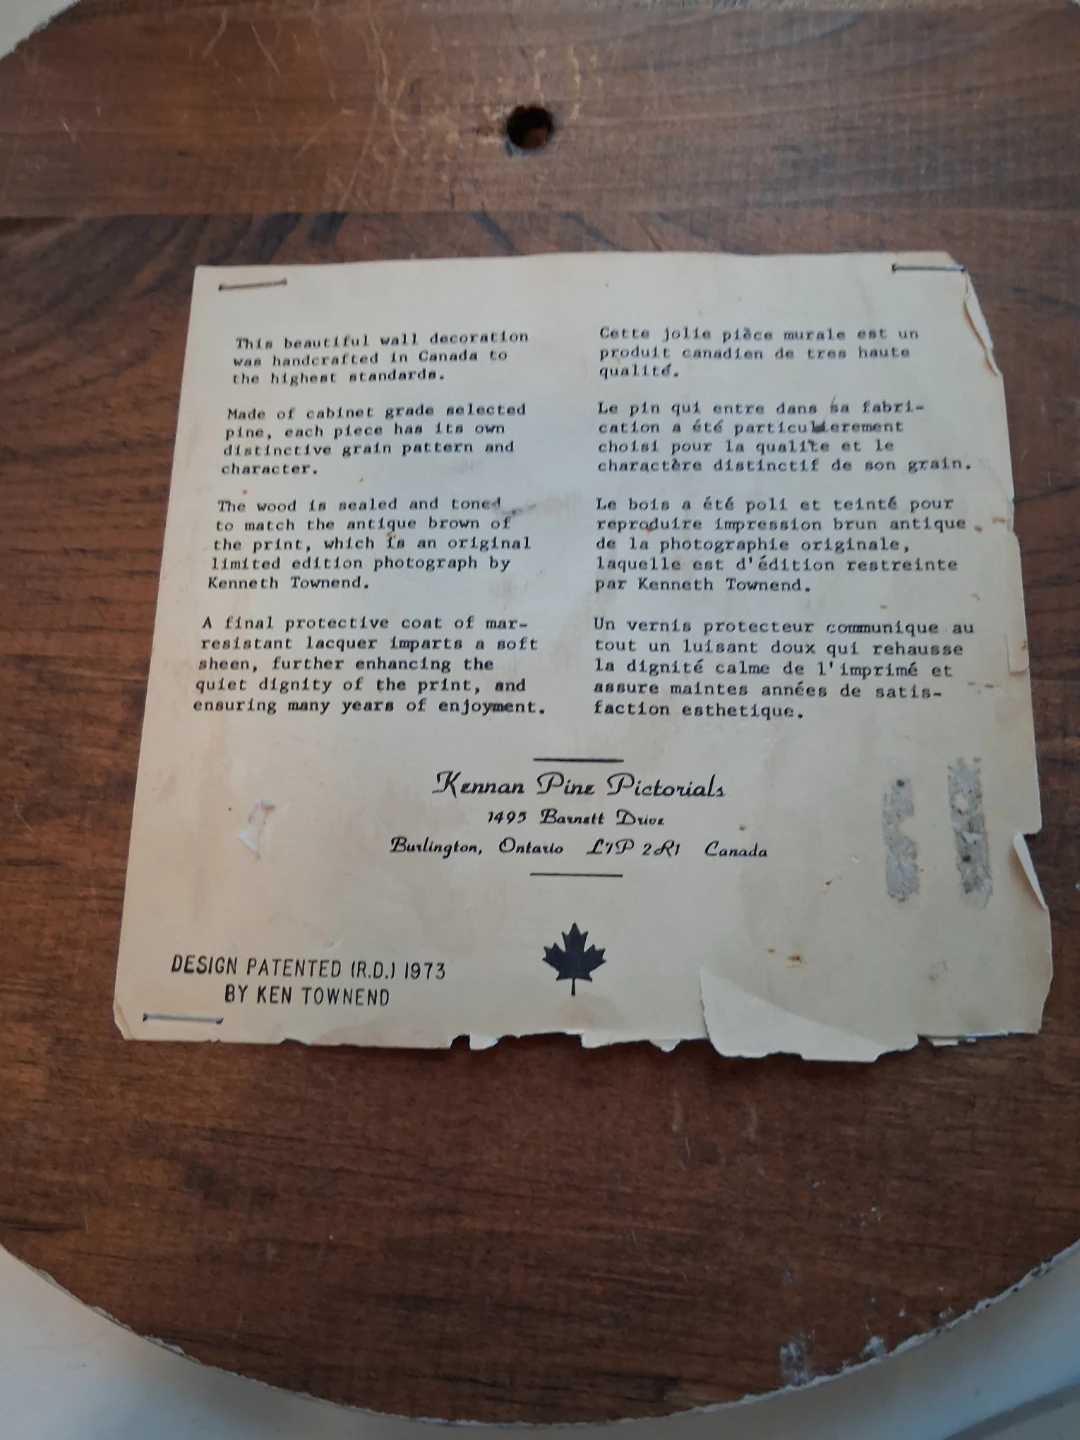 This beautiful wall decoration
was handcrafted in Canada to
the highest standards.
Made of cabinet grade selected
pine, each piece has its own
distinctive grain pattern and
character.
The wood is sealed and toned
to match the antique brown of
the print, which is an original
limited edition photograph by
Kenneth Townend.
A final protective coat of mar-
resistant lacquer imparts a soft
sheen, further enhancing the
quiet dignity of the print, and
ensuring many years of enjoyment.
Cette jolie pièce murale est un
produit canadien de tres haute
qualité.
Le pin qui entre dans sa fabri-
cation a été particulierement
choisi pour la qualite et le
charactère distinctif de son grain.
Le bois a été poli et teinté pour
reproduire impression brun antique
de la photographie originale,
laquelle est d'édition restreinte
par Kenneth Townend.
Un vernis protecteur communique au
tout un luisant doux qui rehausse
la dignité calme de l'imprimé et
assure maintes années de satis-
faction esthetique.
Kennan Pine Pictorials
1495 Barnett Drive
Burlington, Ontario L7P 2R1 Canada
DESIGN PATENTED (R.D.) 1973
BY KEN TOWNEND